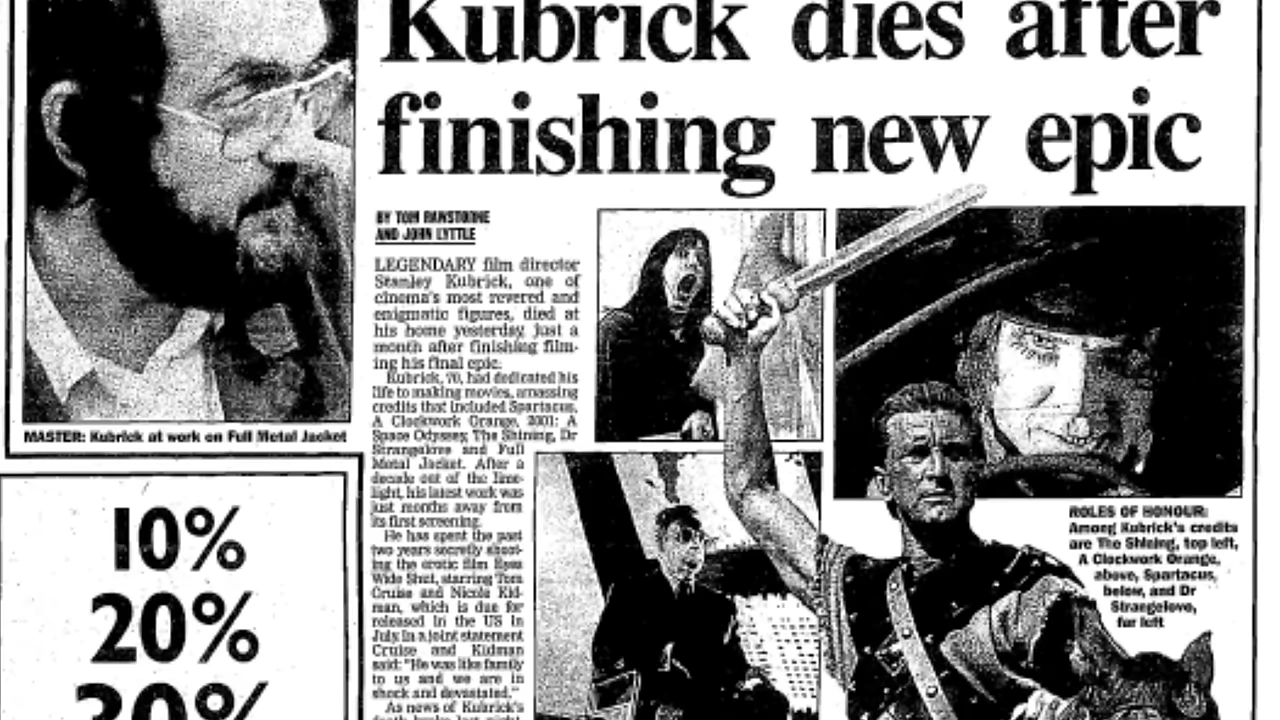 Kubrick dies after
finishing new epic
BY TOM RAWSTORNE
AND JOHN LYTTLE
LEGENDARY film director
Stanley Kubrick, one of
cinema's most revered and
enigmatic figures, died at
his home yesterday, just a
month after finishing film-
ing his final epic.
Kubrick, 70, had dedicated his
life to making movies, amassing
credits that included Spartacus,
A Clockwork Orange, 2001: A
Space Odyssey, The Shining, Dr
Strangelove and Full
Metal Jacket. After a
decade out of the lime-
light, his latest work was
just months away from
its first screening.
He has spent the past
two years secretly shoot-
ing the erotic film Eyes
Wide Shut, starring Tom
Cruise and Nicole Kid-
man, which is due for
released in the US in
July. In a joint statement
Cruise and Kidman
said: "He was like family
to us and we are in
shock and devastated."
As news of Kubrick's
death broke last night,
MASTER: Kubrick at work on Full Metal Jacket
10%
20%
30%
ROLES OF HONOUR:
Among Kubrick's credits
are The Shining, top left,
A Clockwork Orange,
above, Spartacus,
below, and Dr
Strangelove,
far left